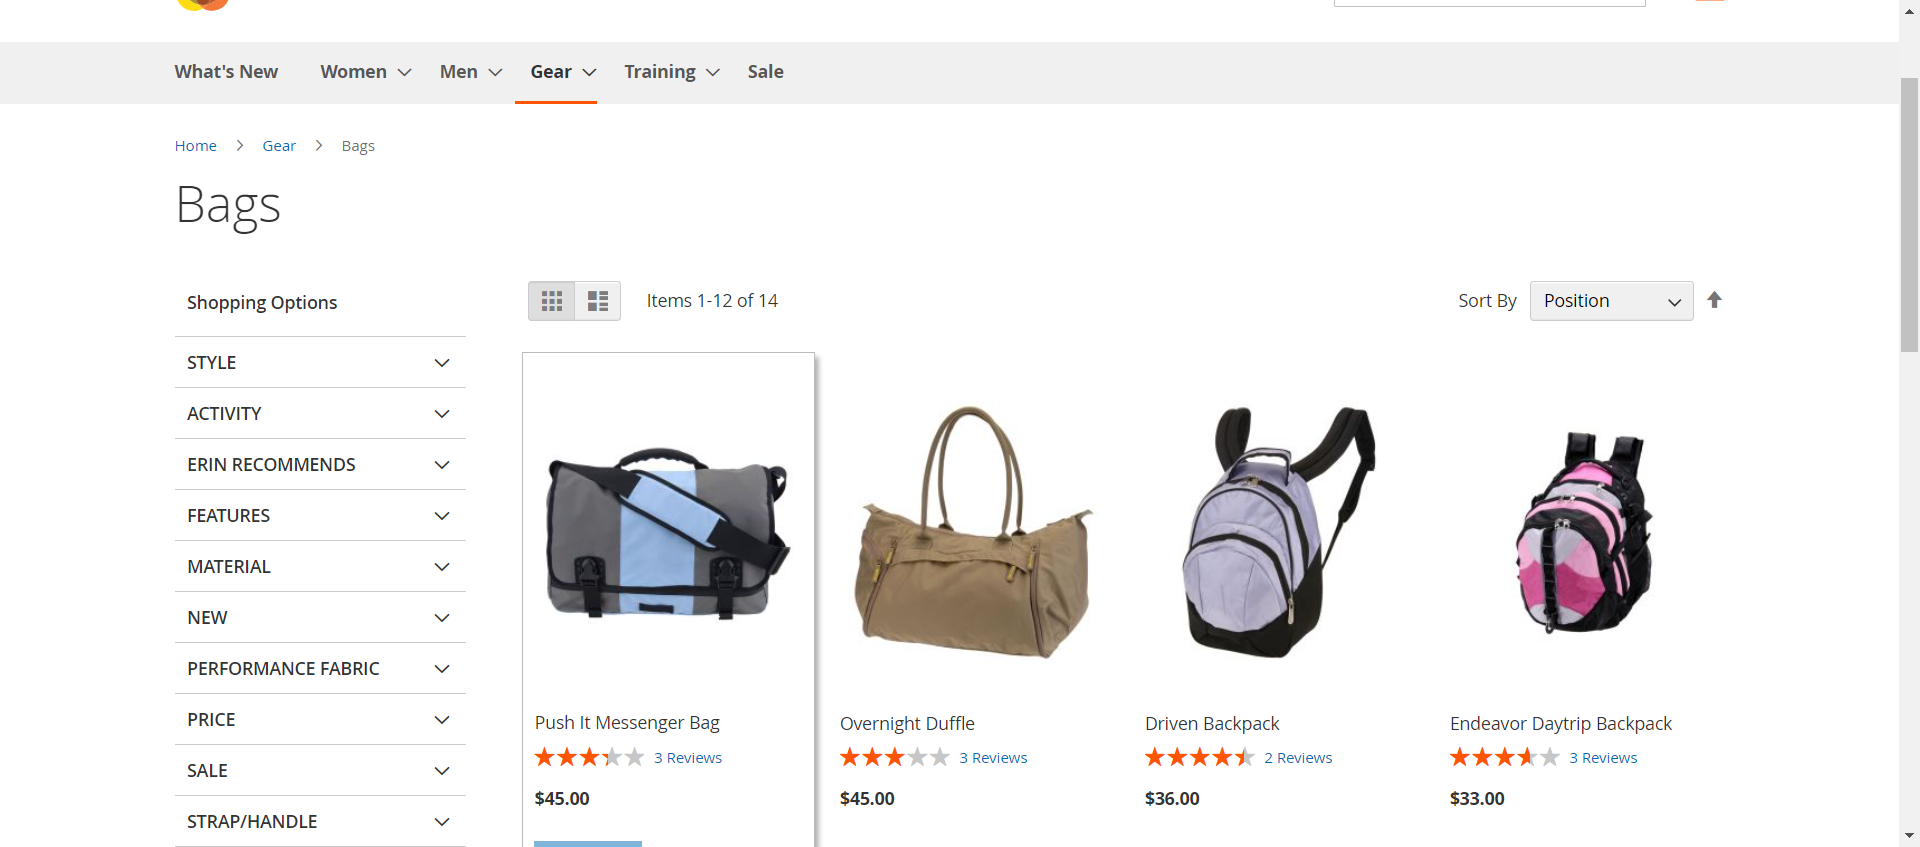 What's New Women Men Gear Training Sale
Home Gear Bags
Bags
Shopping Options
Items 1-12 of 14
Sort By Position
STYLE
ACTIVITY
ERIN RECOMMENDS
FEATURES
MATERIAL
NEW
PERFORMANCE FABRIC
PRICE
SALE
STRAP/HANDLE
Push It Messenger Bag
3 Reviews
$45.00
Overnight Duffle
3 Reviews
$45.00
Driven Backpack
2 Reviews
$36.00
Endeavor Daytrip Backpack
3 Reviews
$33.00